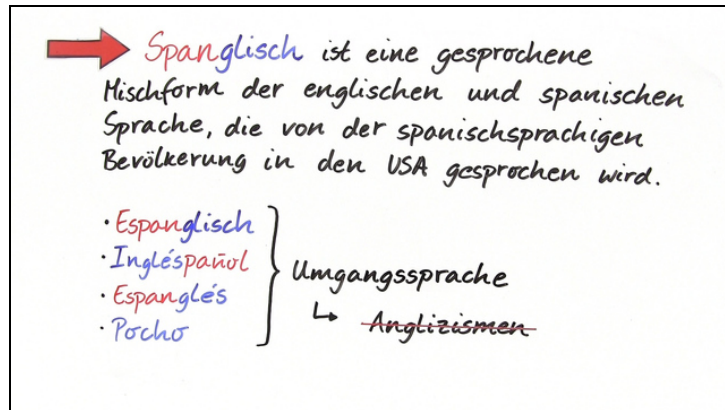 Spanglisch ist eine gesprochene
Mischform der englischen und spanischen
Sprache, die von der spanischsprachigen
Bevölkerung in den USA gesprochen wird.
· Espanglisch
· Ingléspañol
· Espanglés
· Pocho
Umgangssprache
↳ Anglizismen